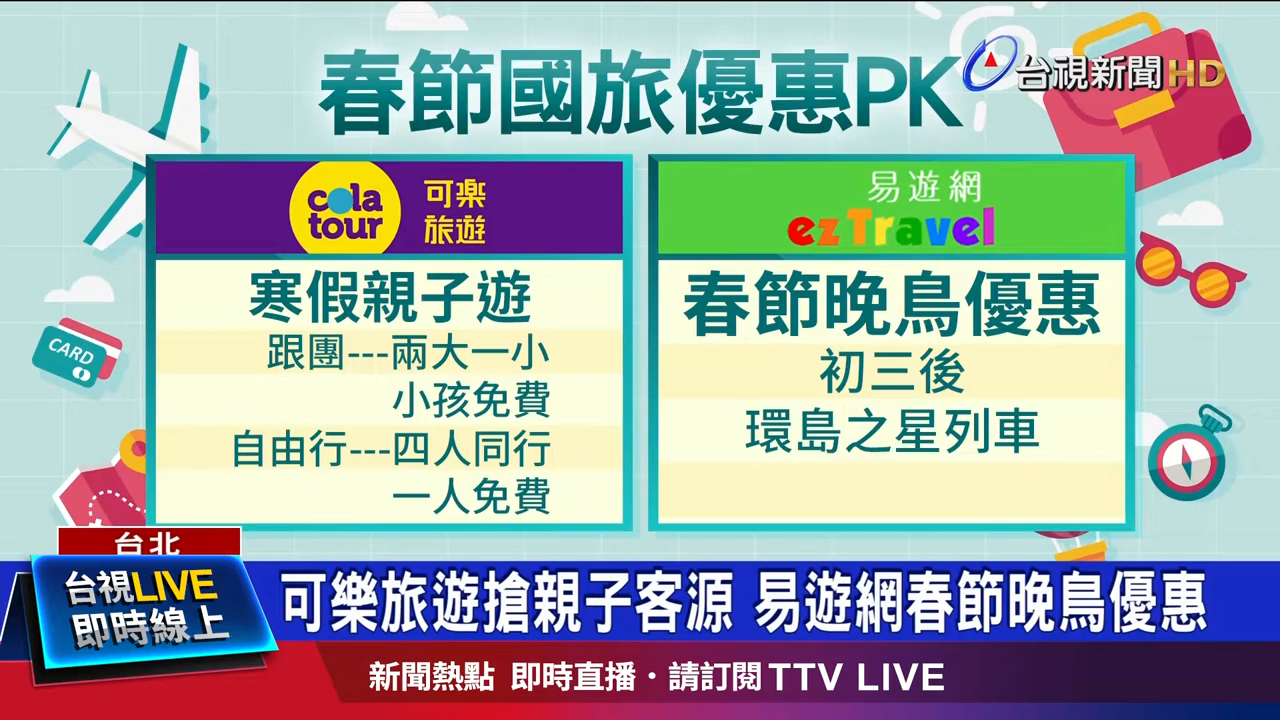 春節國旅優惠PK
台視新聞HD
cola tour
可樂旅遊
易遊網
ezTravel
寒假親子遊
跟團---兩大一小
小孩免費
自由行---四人同行
一人免費
春節晚鳥優惠
初三後
環島之星列車
CARD
台北
台視LIVE
即時線上
可樂旅遊搶親子客源 易遊網春節晚鳥優惠
新聞熱點 即時直播・請訂閱TTV LIVE